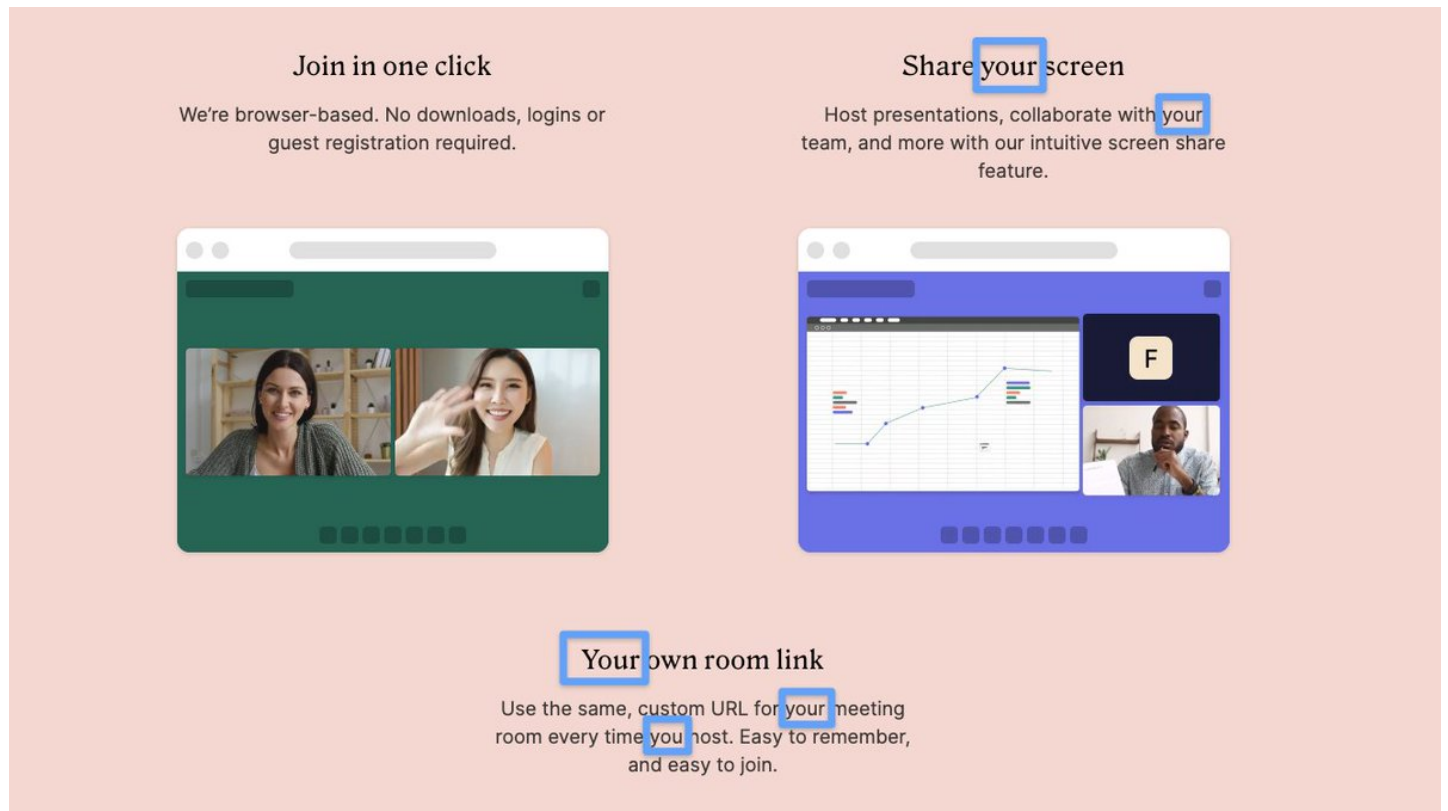 Join in one click
We're browser-based. No downloads, logins or
guest registration required.
Share your screen
Host presentations, collaborate with your
team, and more with our intuitive screen share
feature.
F
Your own room link
Use the same, custom URL for your meeting
room every time you host. Easy to remember,
and easy to join.